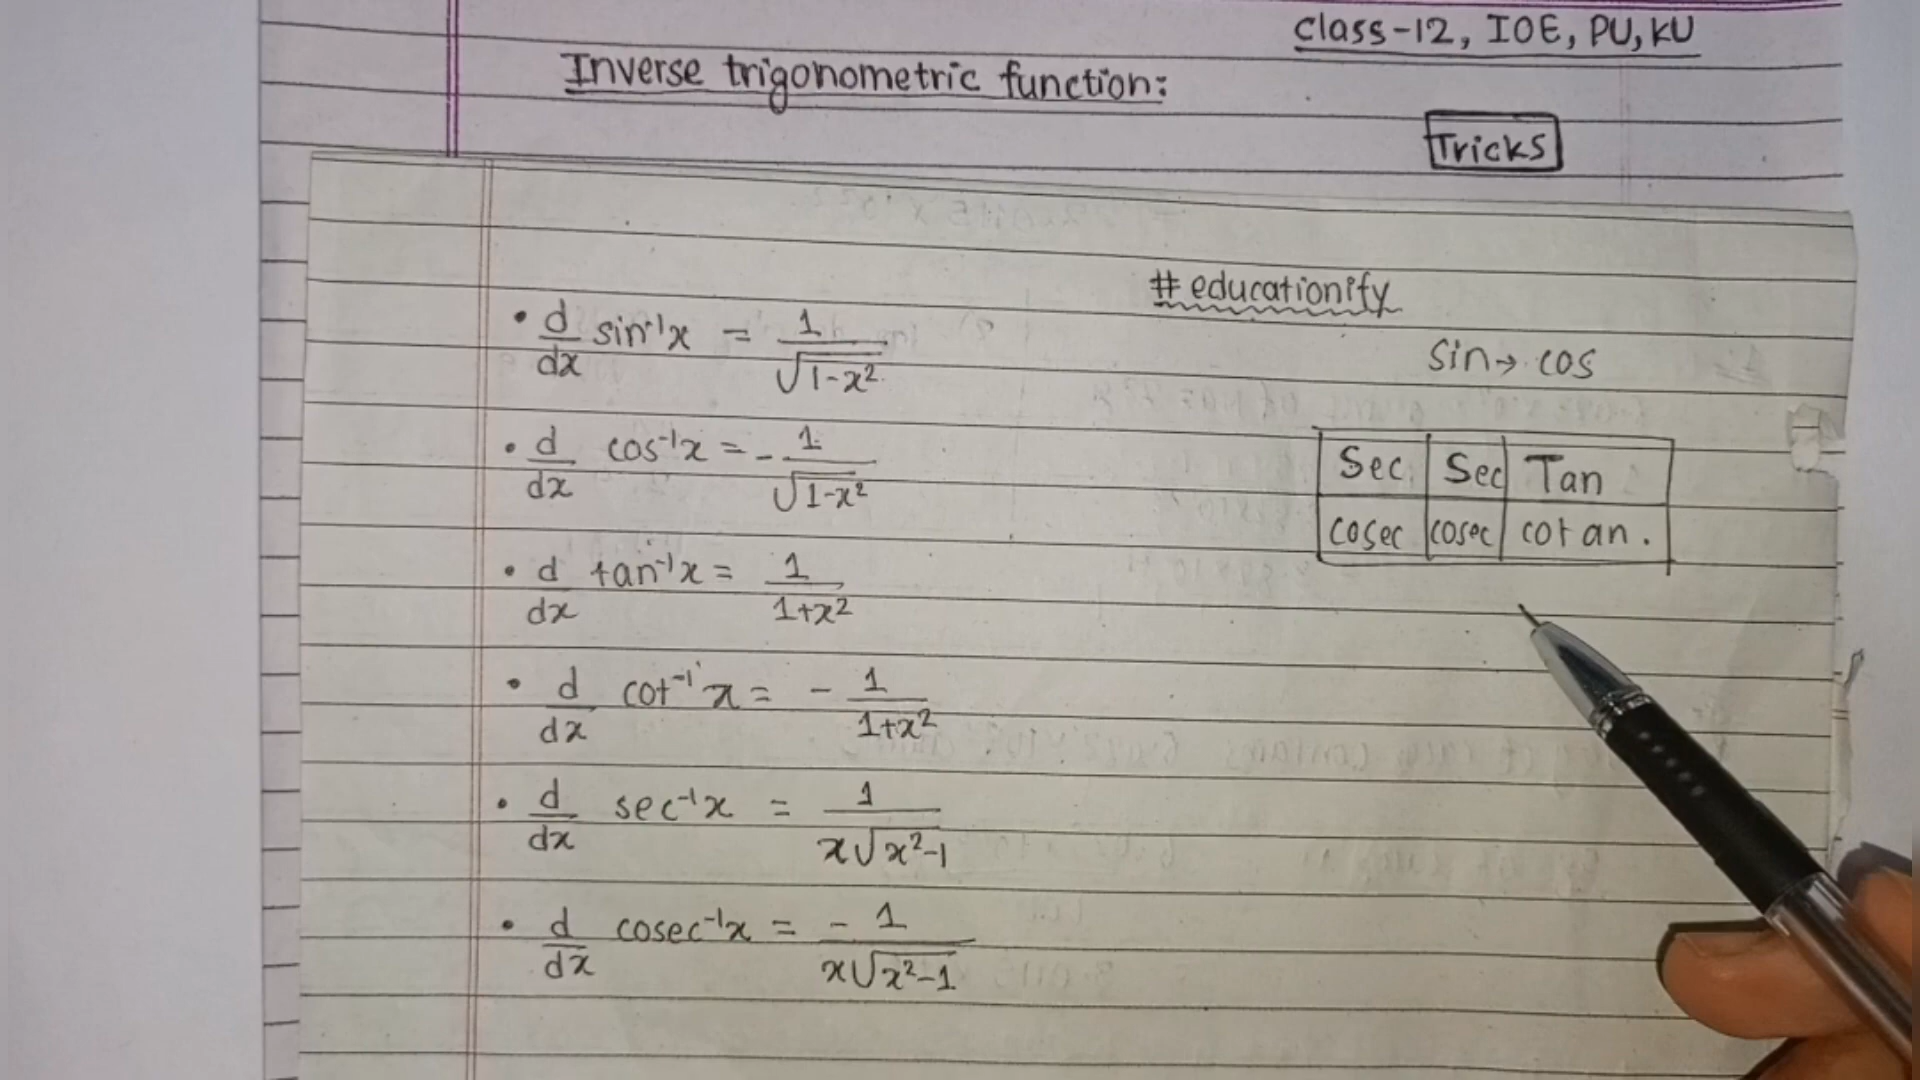 class-12, IOE, PU, KU
Inverse trigonometric function:
Tricks
# educationify
• d/dx sin⁻¹x = 1/√(1-x²)
sin → cos
• d/dx cos⁻¹x = - 1/√(1-x²)
Sec | Sec | Tan
cosec | cosec | cotan.
• d/dx tan⁻¹x = 1/(1+x²)
• d/dx cot⁻¹x = - 1/(1+x²)
• d/dx sec⁻¹x = 1/(x√(x²-1))
• d/dx cosec⁻¹x = - 1/(x√(x²-1))